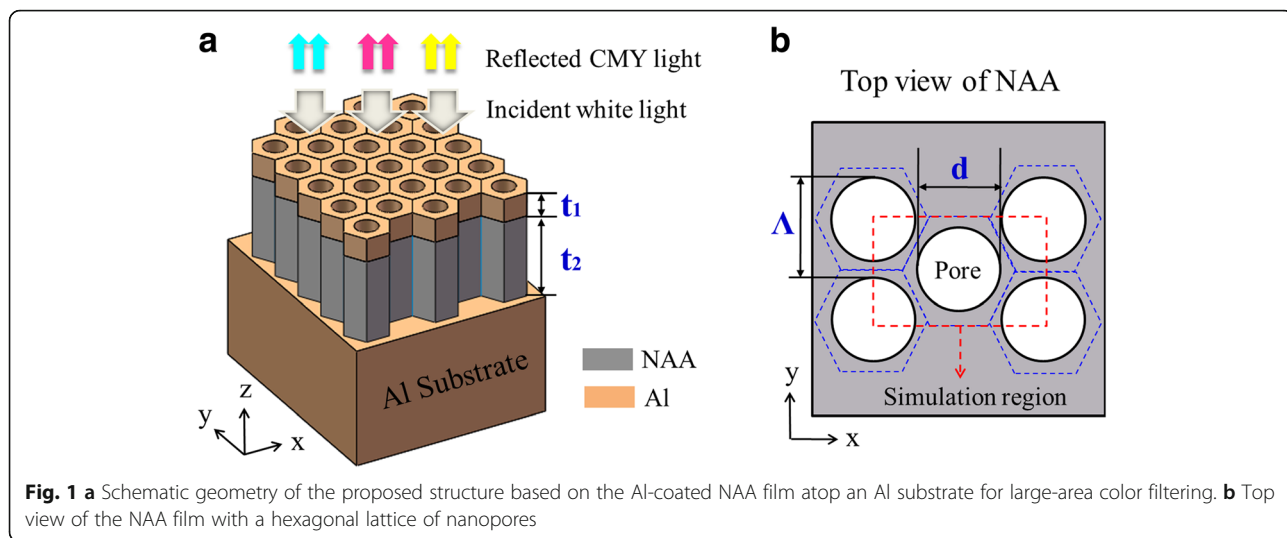 a
Reflected CMY light
Incident white light
t₁
t₂
Al Substrate
NAA
Al
z
y
x
b
Top view of NAA
d
Λ
Pore
Simulation region
y
x
Fig. 1 a Schematic geometry of the proposed structure based on the Al-coated NAA film atop an Al substrate for large-area color filtering. b Top
view of the NAA film with a hexagonal lattice of nanopores